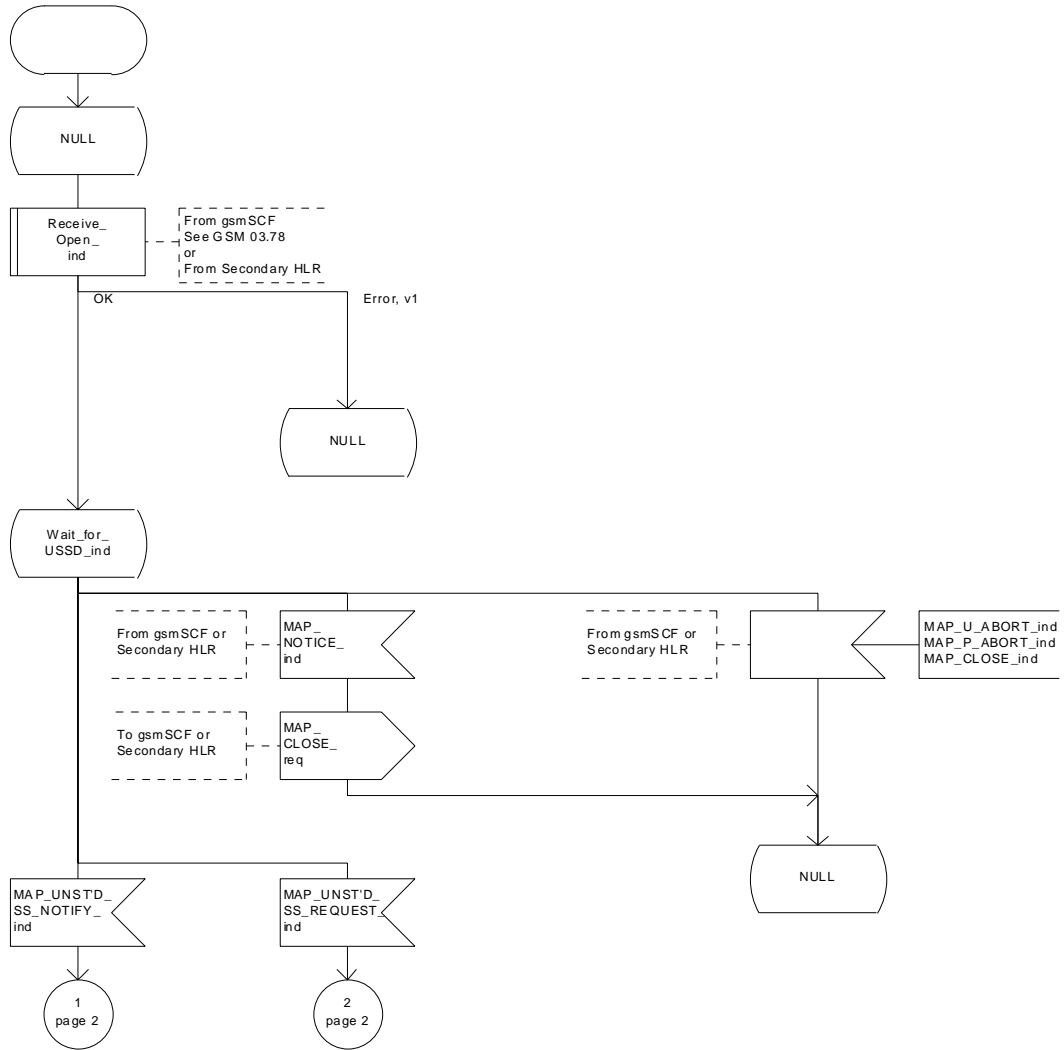 NULL
Receive_
Open_
ind
From gsmSCF
See GSM 03.78
or
From Secondary HLR
OK
Error, v1
NULL
Wait_for_
USSD_ind
From gsmSCF or
Secondary HLR
MAP_
NOTICE_
ind
From gsmSCF or
Secondary HLR
MAP_U_ABORT_ind
MAP_P_ABORT_ind
MAP_CLOSE_ind
To gsmSCF or
Secondary HLR
MAP_
CLOSE_
req
NULL
MAP_UNST'D_
SS_NOTIFY_
ind
MAP_UNST'D_
SS_REQUEST_
ind
1
page 2
2
page 2